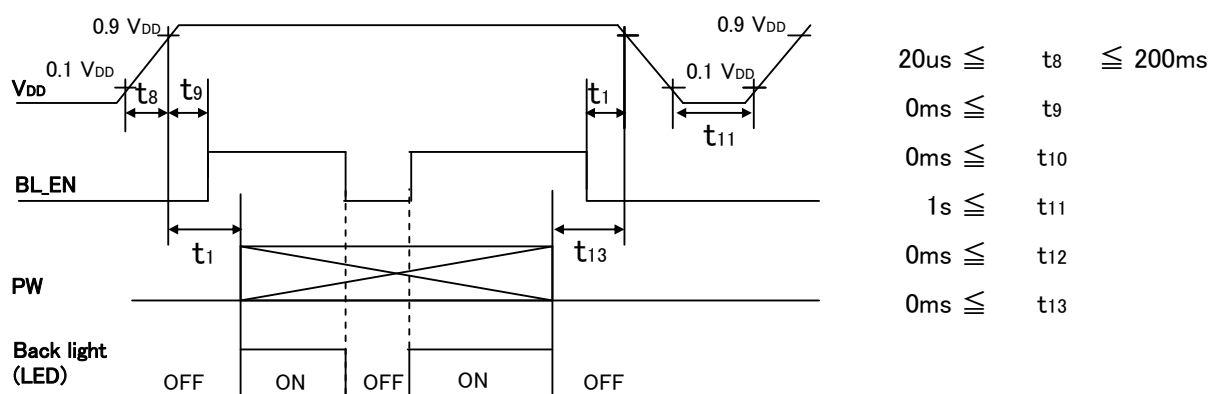 0.9 VDD
0.9 VDD
0.1 VDD
0.1 VDD
VDD
t8
t9
t1
t11
BL_EN
t1
t13
PW
Back light
(LED)
OFF
ON
OFF
ON
OFF
20us ≦ t8 ≦ 200ms
0ms ≦ t9
0ms ≦ t10
1s ≦ t11
0ms ≦ t12
0ms ≦ t13